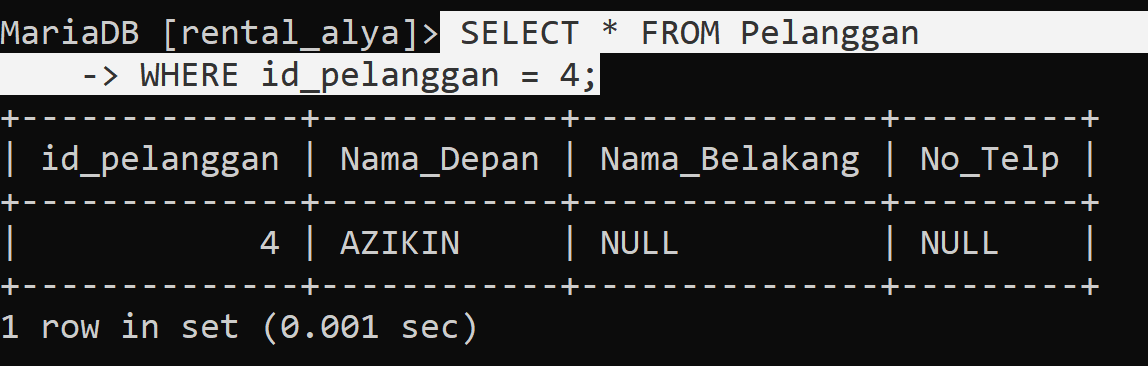 MariaDB [rental_alya]> SELECT * FROM Pelanggan
    -> WHERE id_pelanggan = 4;
+--------------+------------+---------------+---------+
| id_pelanggan | Nama_Depan | Nama_Belakang | No_Telp |
+--------------+------------+---------------+---------+
|            4 | AZIKIN     | NULL          | NULL    |
+--------------+------------+---------------+---------+
1 row in set (0.001 sec)